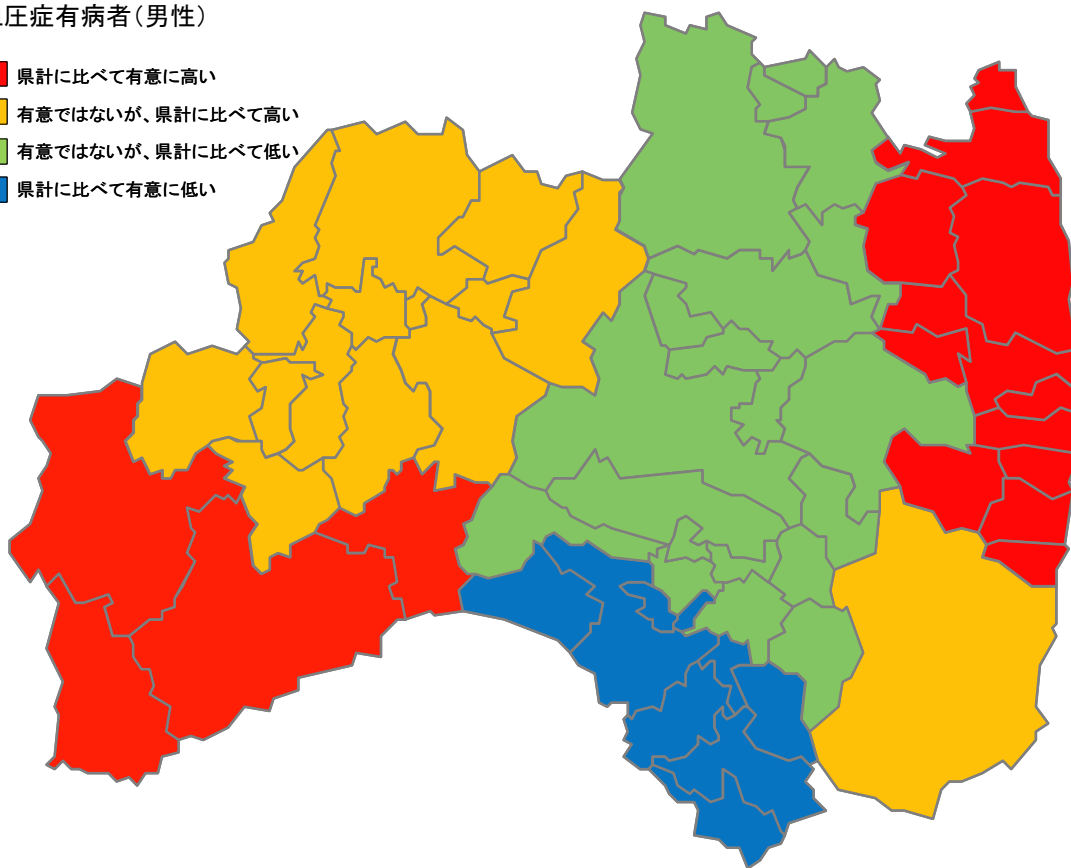 圧症有病者（男性）
県計に比べて有意に高い
有意ではないが、県計に比べて高い
有意ではないが、県計に比べて低い
県計に比べて有意に低い